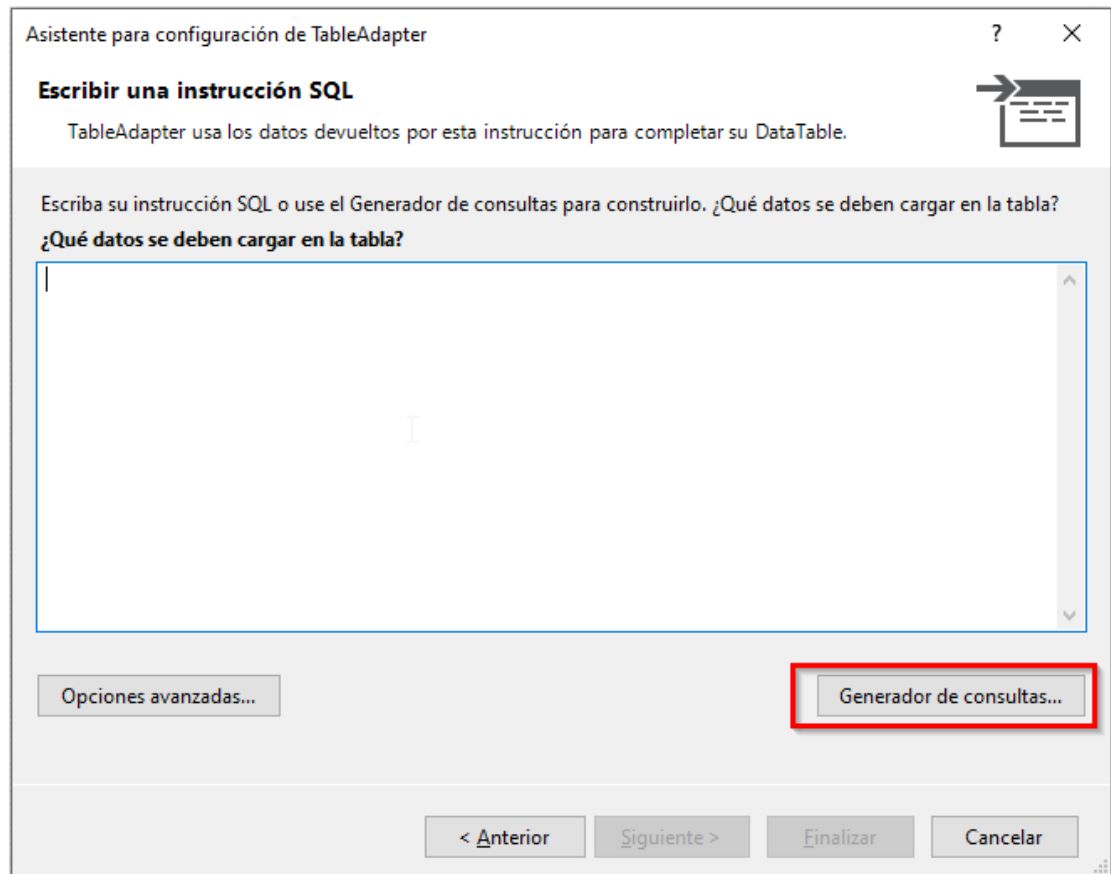 Asistente para configuración de TableAdapter
?
Escribir una instrucción SQL
TableAdapter usa los datos devueltos por esta instrucción para completar su DataTable.
Escriba su instrucción SQL o use el Generador de consultas para construirlo. ¿Qué datos se deben cargar en la tabla?
¿Qué datos se deben cargar en la tabla?
Opciones avanzadas...
Generador de consultas...
< Anterior
Siguiente >
Finalizar
Cancelar